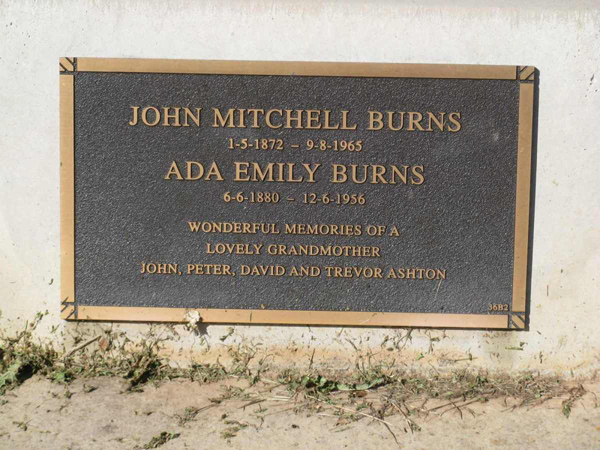 JOHN MITCHELL BURNS
1-5-1872 – 9-8-1965
ADA EMILY BURNS
6-6-1880 – 12-6-1956
WONDERFUL MEMORIES OF A
LOVELY GRANDMOTHER
JOHN, PETER, DAVID AND TREVOR ASHTON
36B2